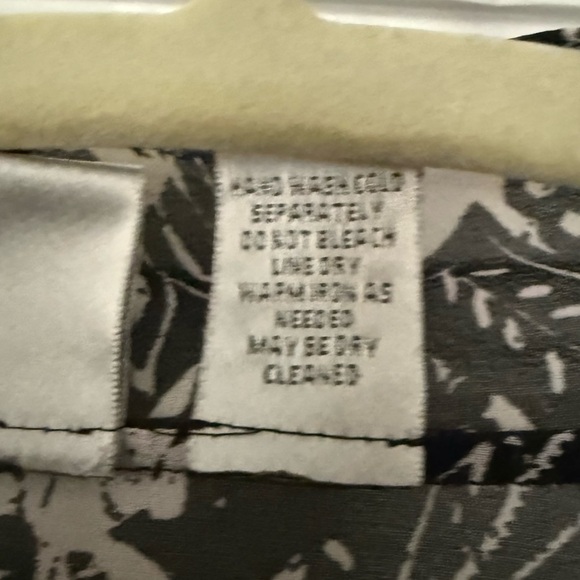 HAND WASH COLD
SEPARATELY
DO NOT BLEACH
LINE DRY
WARM IRON AS
NEEDED
MAY BE DRY
CLEANED